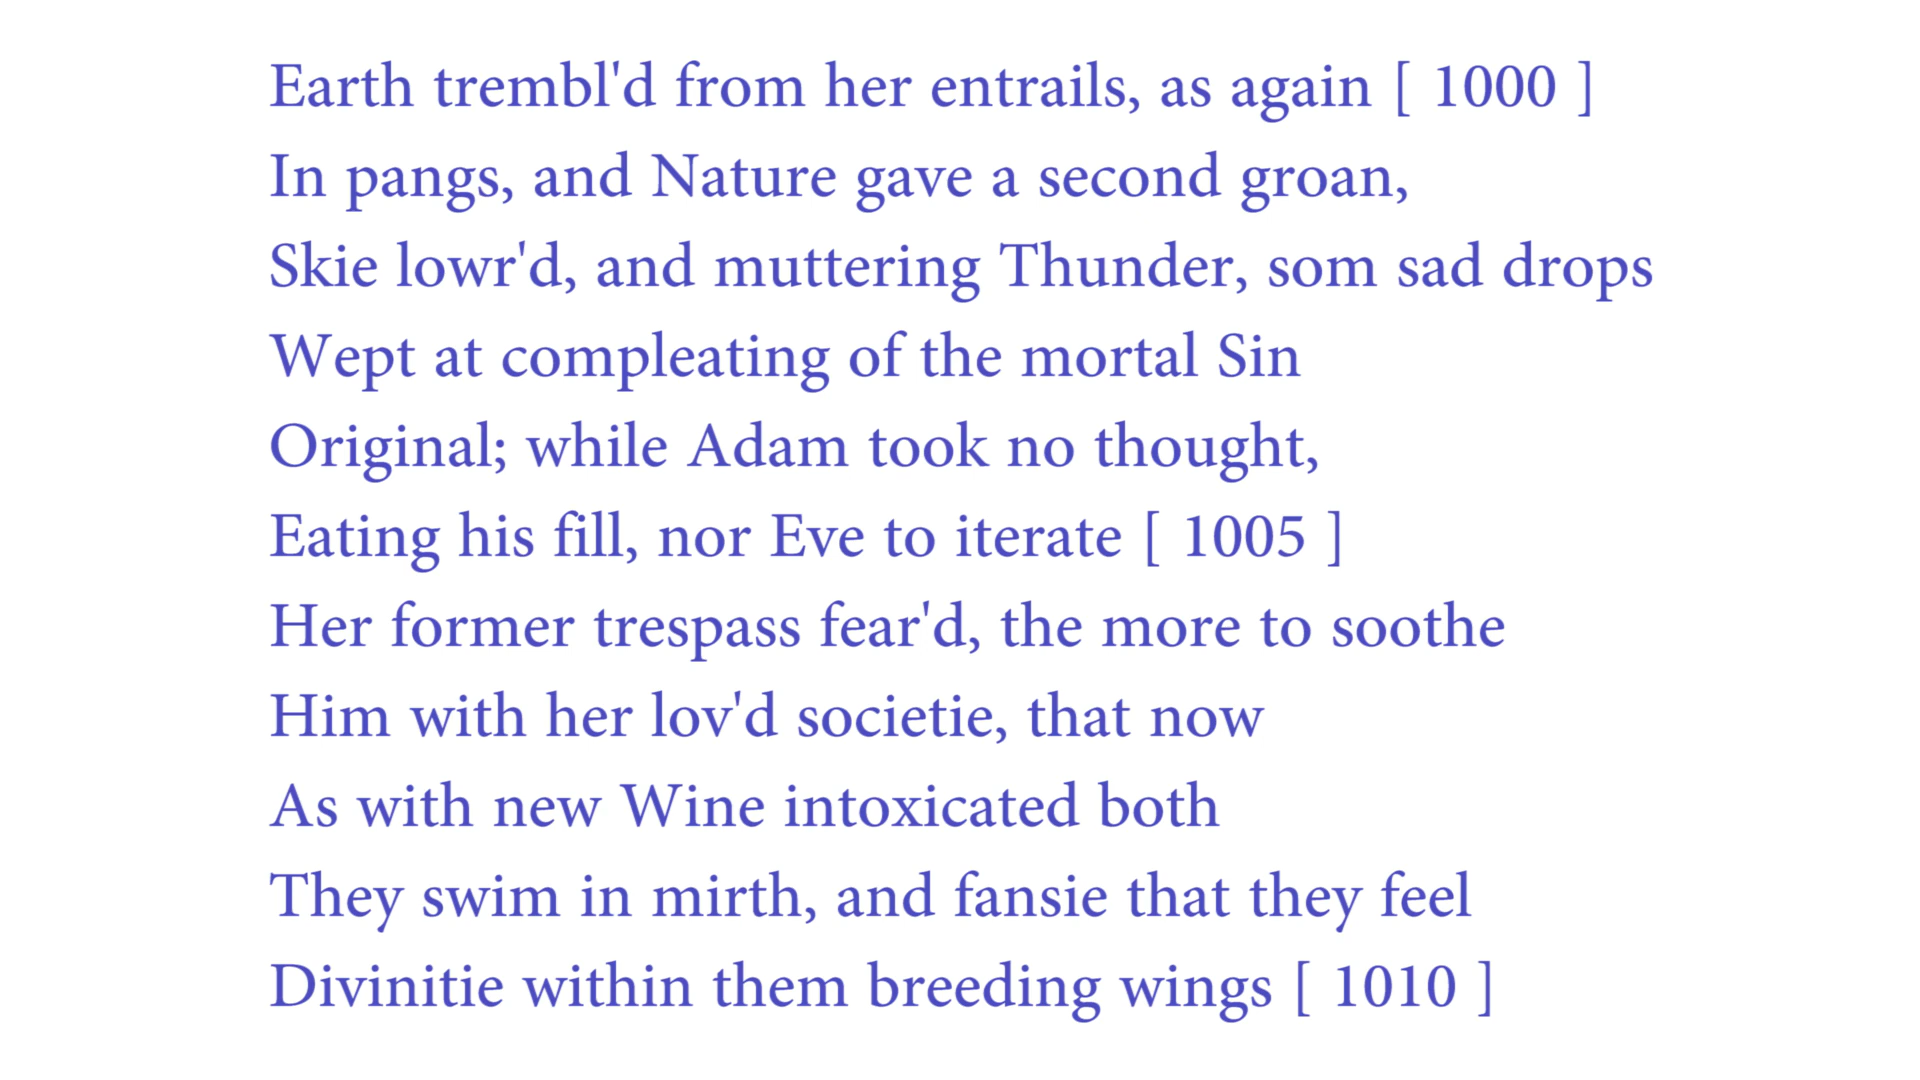 Earth trembl'd from her entrails, as again [ 1000 ]
In pangs, and Nature gave a second groan,
Skie lowr'd, and muttering Thunder, som sad drops
Wept at compleating of the mortal Sin
Original; while Adam took no thought,
Eating his fill, nor Eve to iterate [ 1005 ]
Her former trespass fear'd, the more to soothe
Him with her lov'd societie, that now
As with new Wine intoxicated both
They swim in mirth, and fansie that they feel
Divinitie within them breeding wings [ 1010 ]